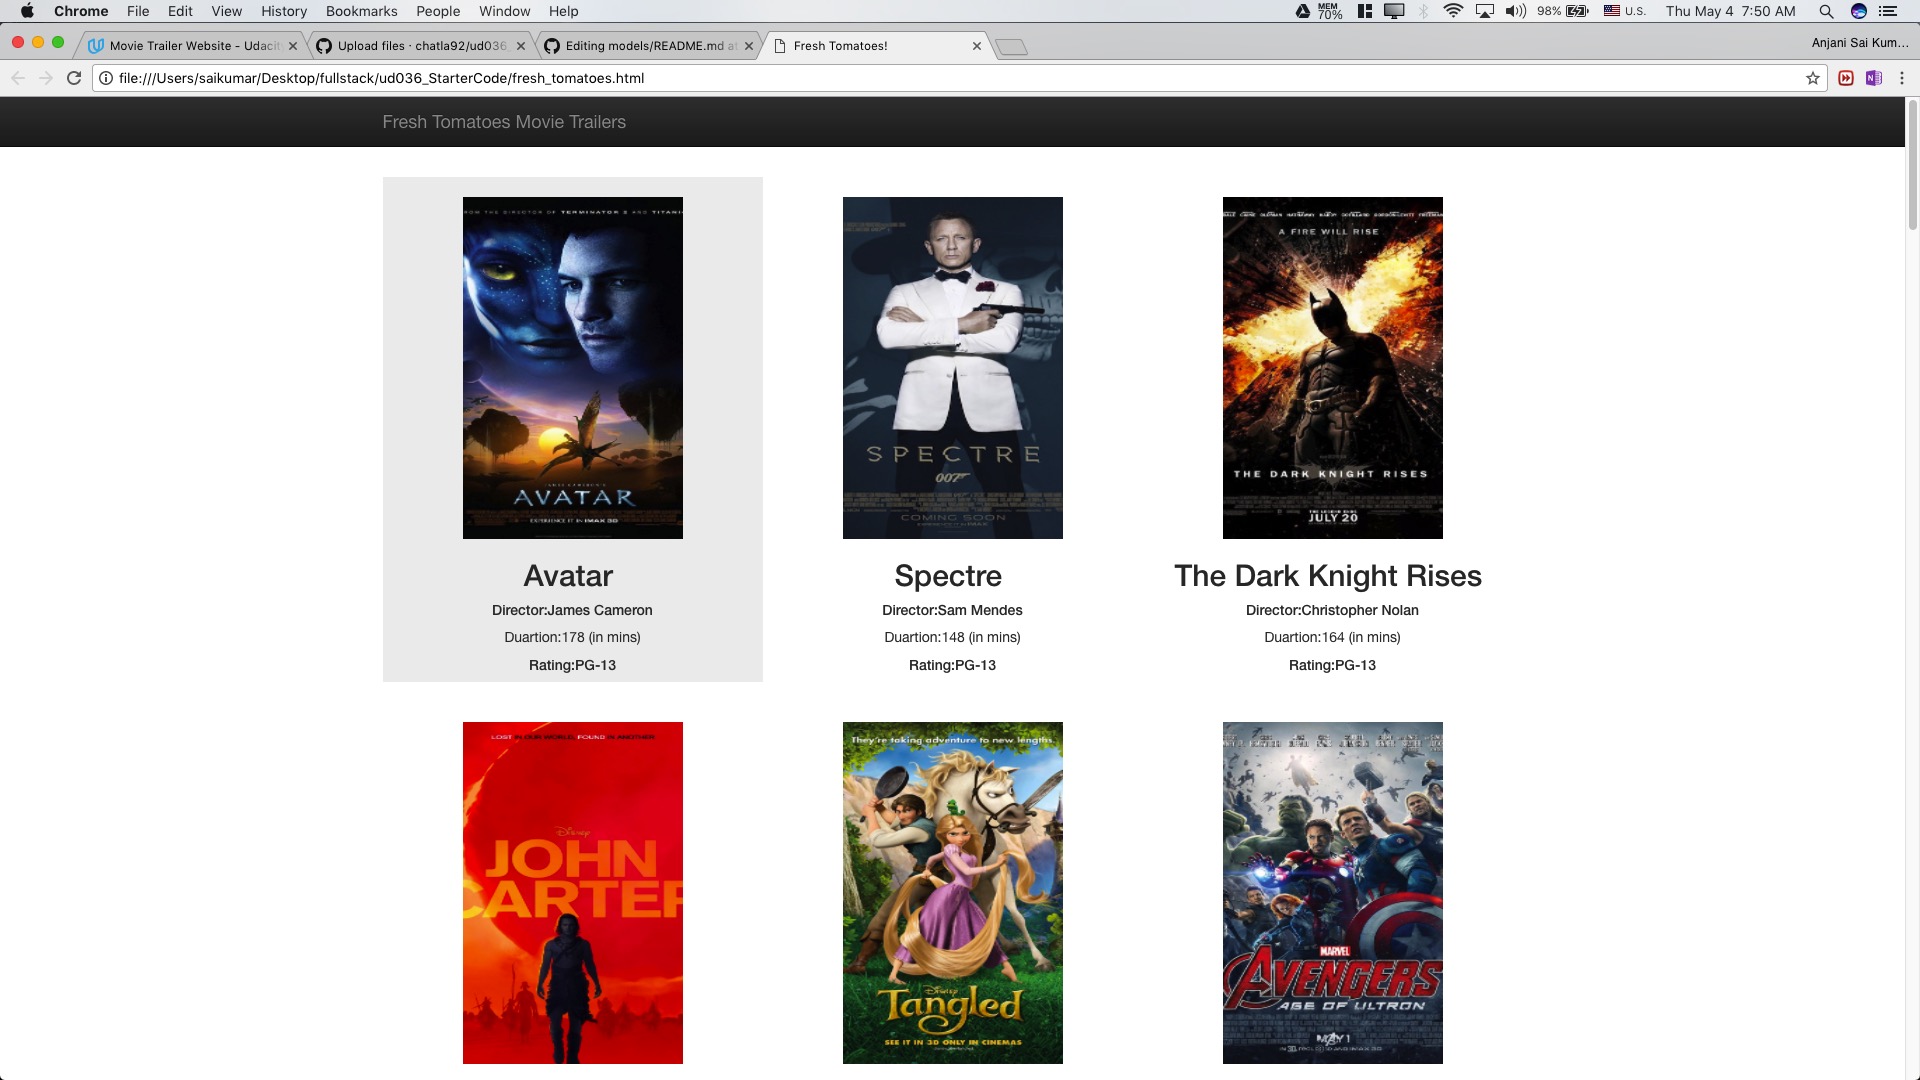 Chrome File Edit View History Bookmarks People Window Help MEM 70% 98% U.S. Thu May 4 7:50 AM
Movie Trailer Website - Udaci Upload files · chatla92/ud036 Editing models/README.md at Fresh Tomatoes! Anjani Sai Kum...
file:///Users/saikumar/Desktop/fullstack/ud036_StarterCode/fresh_tomatoes.html
Fresh Tomatoes Movie Trailers
FROM THE DIRECTOR OF TERMINATOR 2 AND TITANI
JAMES CAMERON'S
AVATAR
EXPERIENCE IT IN IMAX 3D
SPECTRE
007
COMING SOON
A FIRE WILL RISE
THE DARK KNIGHT RISES
THE LEGEND ENDS
JULY 20
Avatar
Director:James Cameron
Duartion:178 (in mins)
Rating:PG-13
Spectre
Director:Sam Mendes
Duartion:148 (in mins)
Rating:PG-13
The Dark Knight Rises
Director:Christopher Nolan
Duartion:164 (in mins)
Rating:PG-13
LOST IN OUR WORLD, FOUND IN ANOTHER
Disney
JOHN
CARTER
They're taking adventure to new lengths.
Disney
Tangled
SEE IT IN 3D ONLY IN CINEMAS
MARVEL
AVENGERS
AGE OF ULTRON
MAY 1